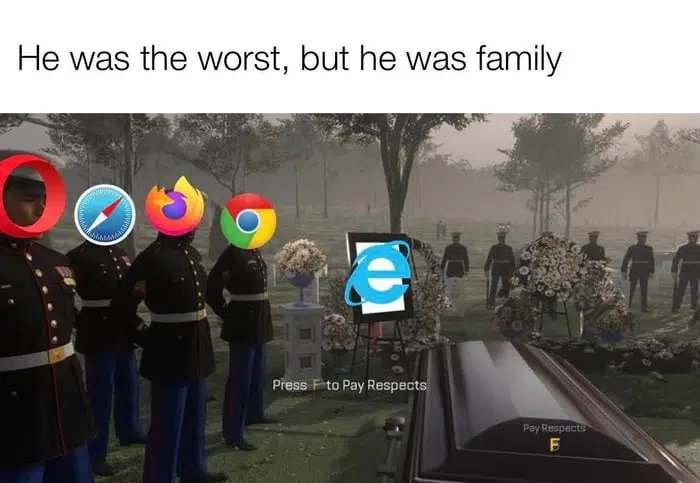 He was the worst, but he was family
Press F to Pay Respects
Pay Respects
F